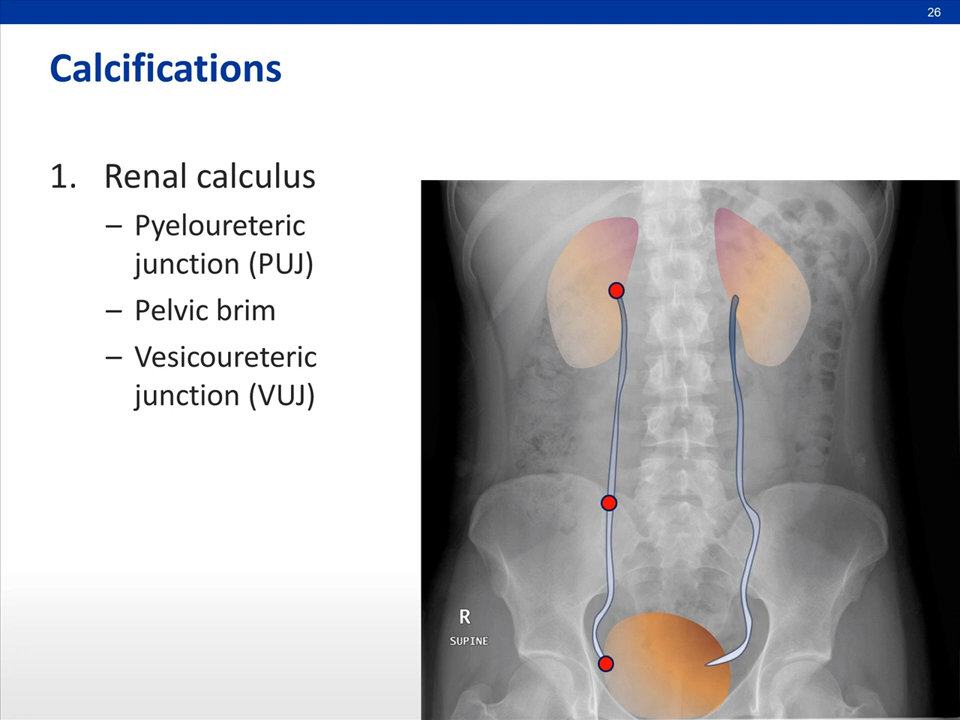 26
Calcifications
1. Renal calculus
– Pyeloureteric
junction (PUJ)
– Pelvic brim
– Vesicoureteric
junction (VUJ)
R
SUPINE